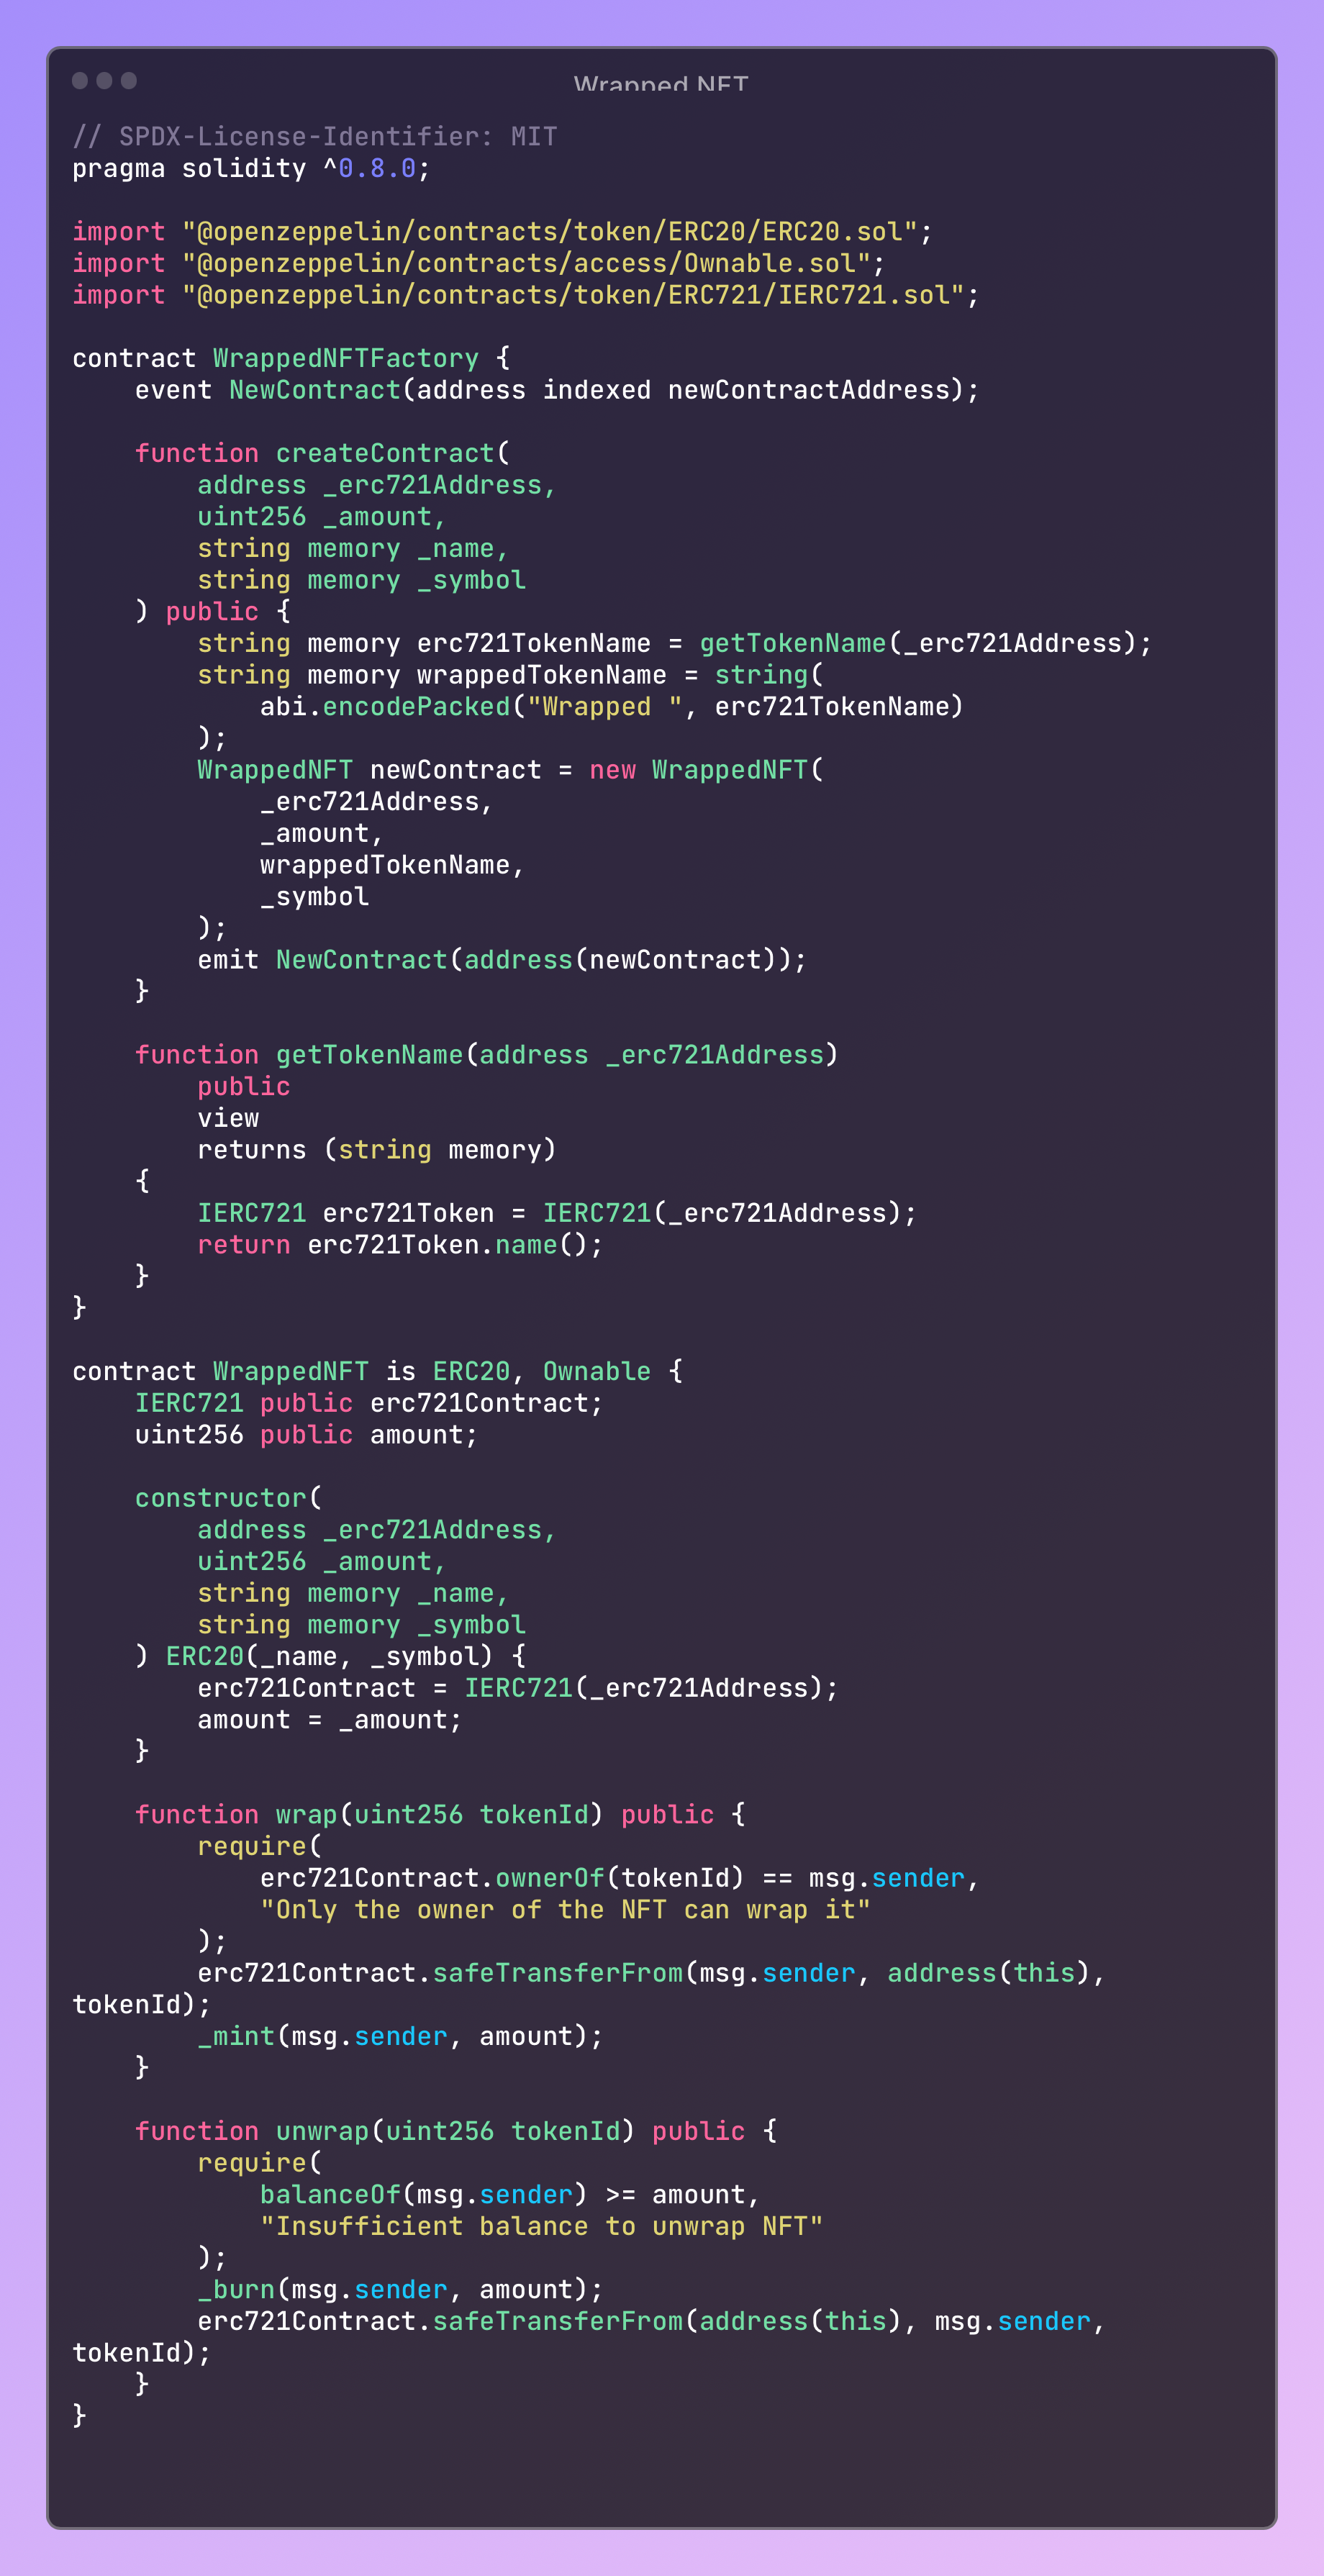 Wrapped NFT
// SPDX-License-Identifier: MIT
pragma solidity ^0.8.0;

import "@openzeppelin/contracts/token/ERC20/ERC20.sol";
import "@openzeppelin/contracts/access/Ownable.sol";
import "@openzeppelin/contracts/token/ERC721/IERC721.sol";

contract WrappedNFTFactory {
    event NewContract(address indexed newContractAddress);

    function createContract(
        address _erc721Address,
        uint256 _amount,
        string memory _name,
        string memory _symbol
    ) public {
        string memory erc721TokenName = getTokenName(_erc721Address);
        string memory wrappedTokenName = string(
            abi.encodePacked("Wrapped ", erc721TokenName)
        );
        WrappedNFT newContract = new WrappedNFT(
            _erc721Address,
            _amount,
            wrappedTokenName,
            _symbol
        );
        emit NewContract(address(newContract));
    }

    function getTokenName(address _erc721Address)
        public
        view
        returns (string memory)
    {
        IERC721 erc721Token = IERC721(_erc721Address);
        return erc721Token.name();
    }
}

contract WrappedNFT is ERC20, Ownable {
    IERC721 public erc721Contract;
    uint256 public amount;

    constructor(
        address _erc721Address,
        uint256 _amount,
        string memory _name,
        string memory _symbol
    ) ERC20(_name, _symbol) {
        erc721Contract = IERC721(_erc721Address);
        amount = _amount;
    }

    function wrap(uint256 tokenId) public {
        require(
            erc721Contract.ownerOf(tokenId) == msg.sender,
            "Only the owner of the NFT can wrap it"
        );
        erc721Contract.safeTransferFrom(msg.sender, address(this),
tokenId);
        _mint(msg.sender, amount);
    }

    function unwrap(uint256 tokenId) public {
        require(
            balanceOf(msg.sender) >= amount,
            "Insufficient balance to unwrap NFT"
        );
        _burn(msg.sender, amount);
        erc721Contract.safeTransferFrom(address(this), msg.sender,
tokenId);
    }
}